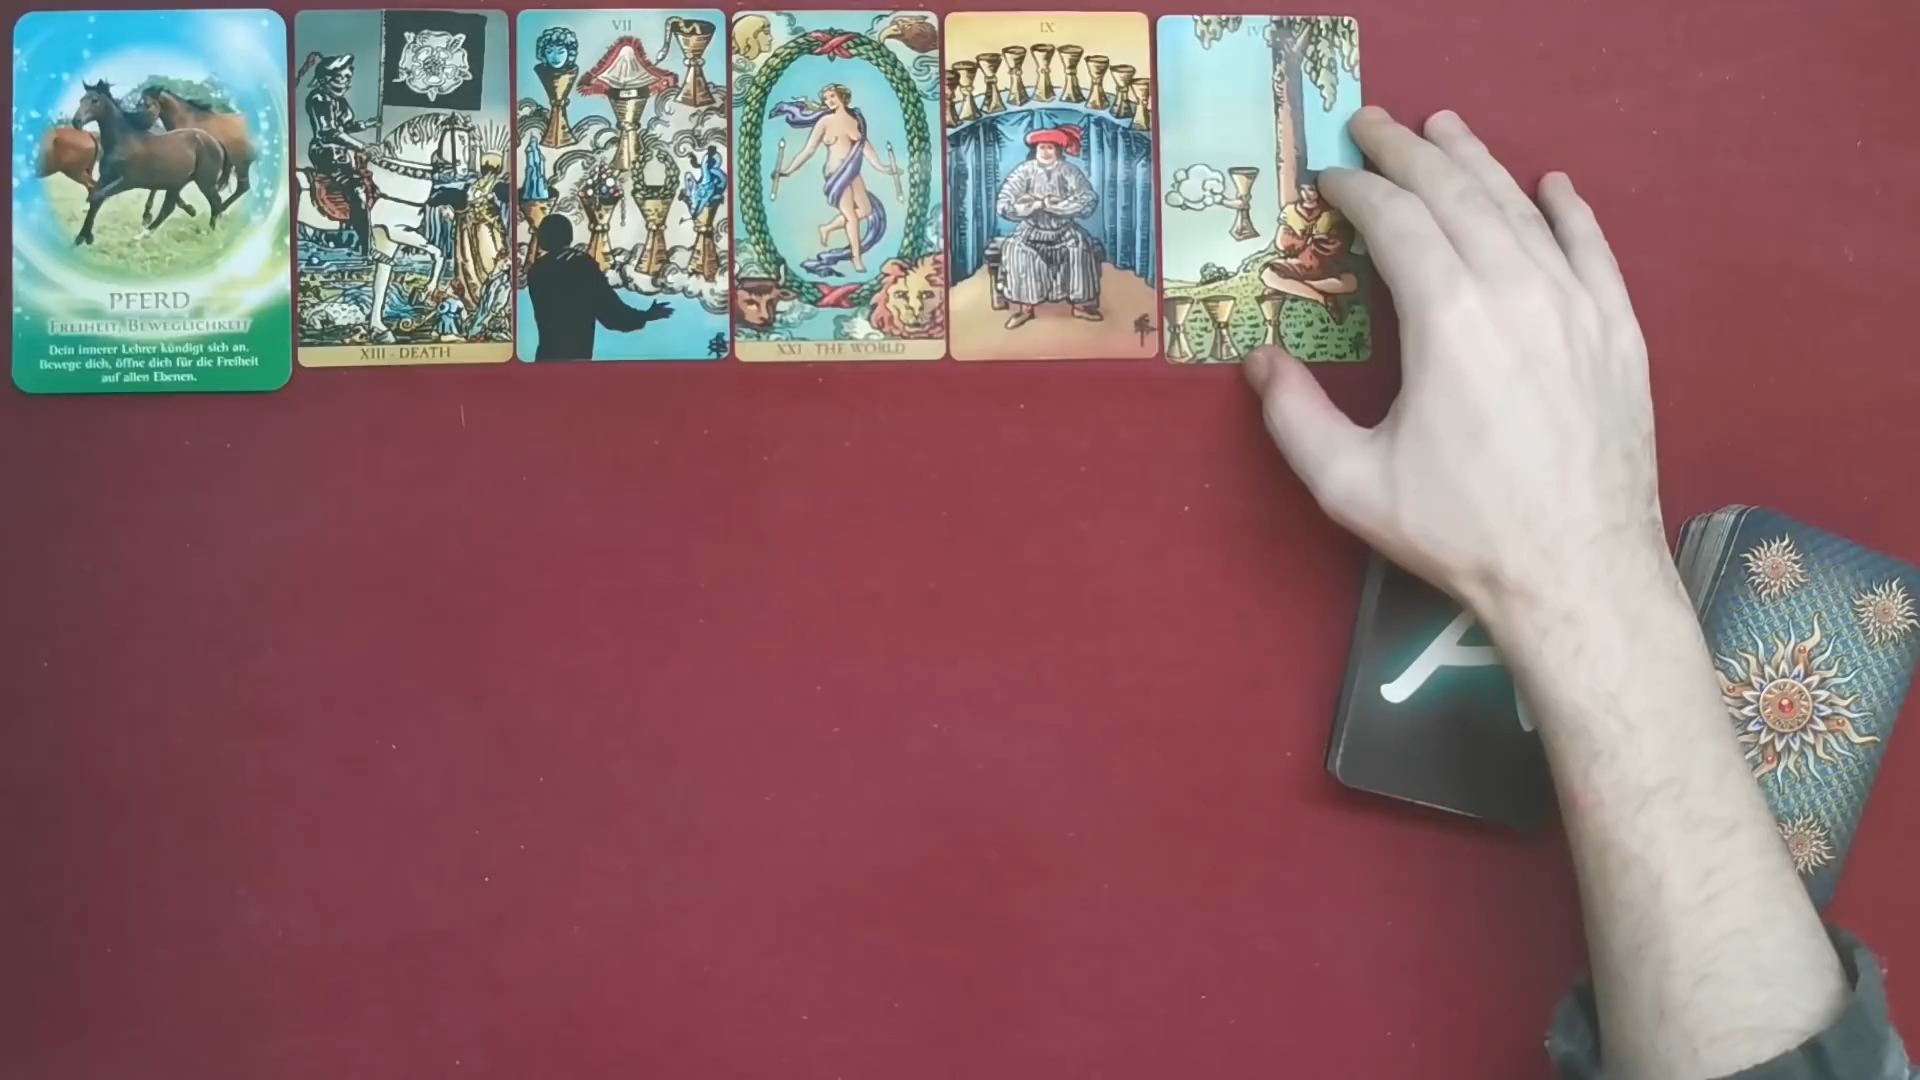 PFERD
FREIHEIT, BEWEGLICHKEIT
Dein innerer Lehrer kündigt sich an.
Bewege dich, öffne dich für die Freiheit
auf allen Ebenen.
XIII - DEATH
VII
XXI - THE WORLD
IX
IV